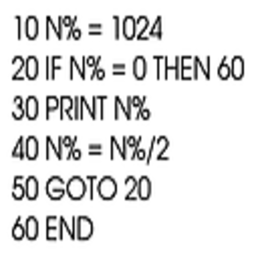 10 N% = 1024
20 IF N% = 0 THEN 60
30 PRINT N%
40 N% = N%/2
50 GOTO 20
60 END